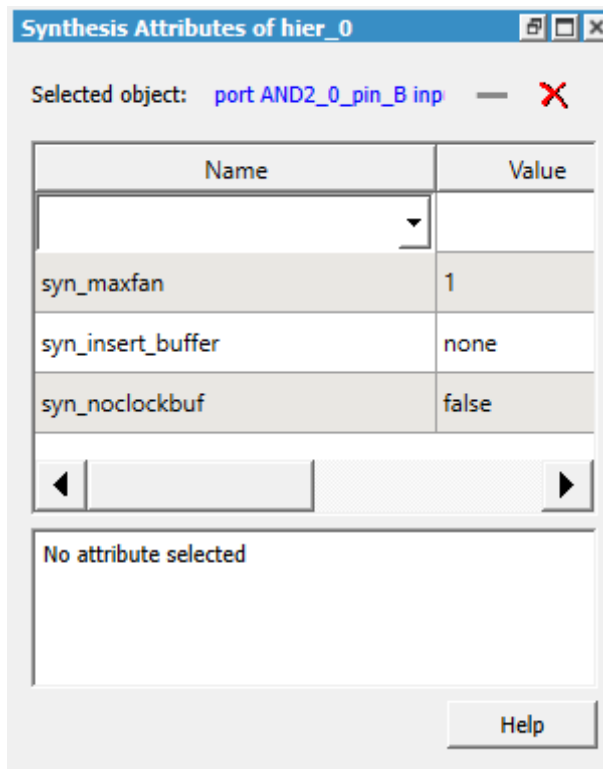 Synthesis Attributes of hier_0
Selected object: port AND2_0_pin_B inp
Name Value
syn_maxfan 1
syn_insert_buffer none
syn_noclockbuf false
No attribute selected
Help